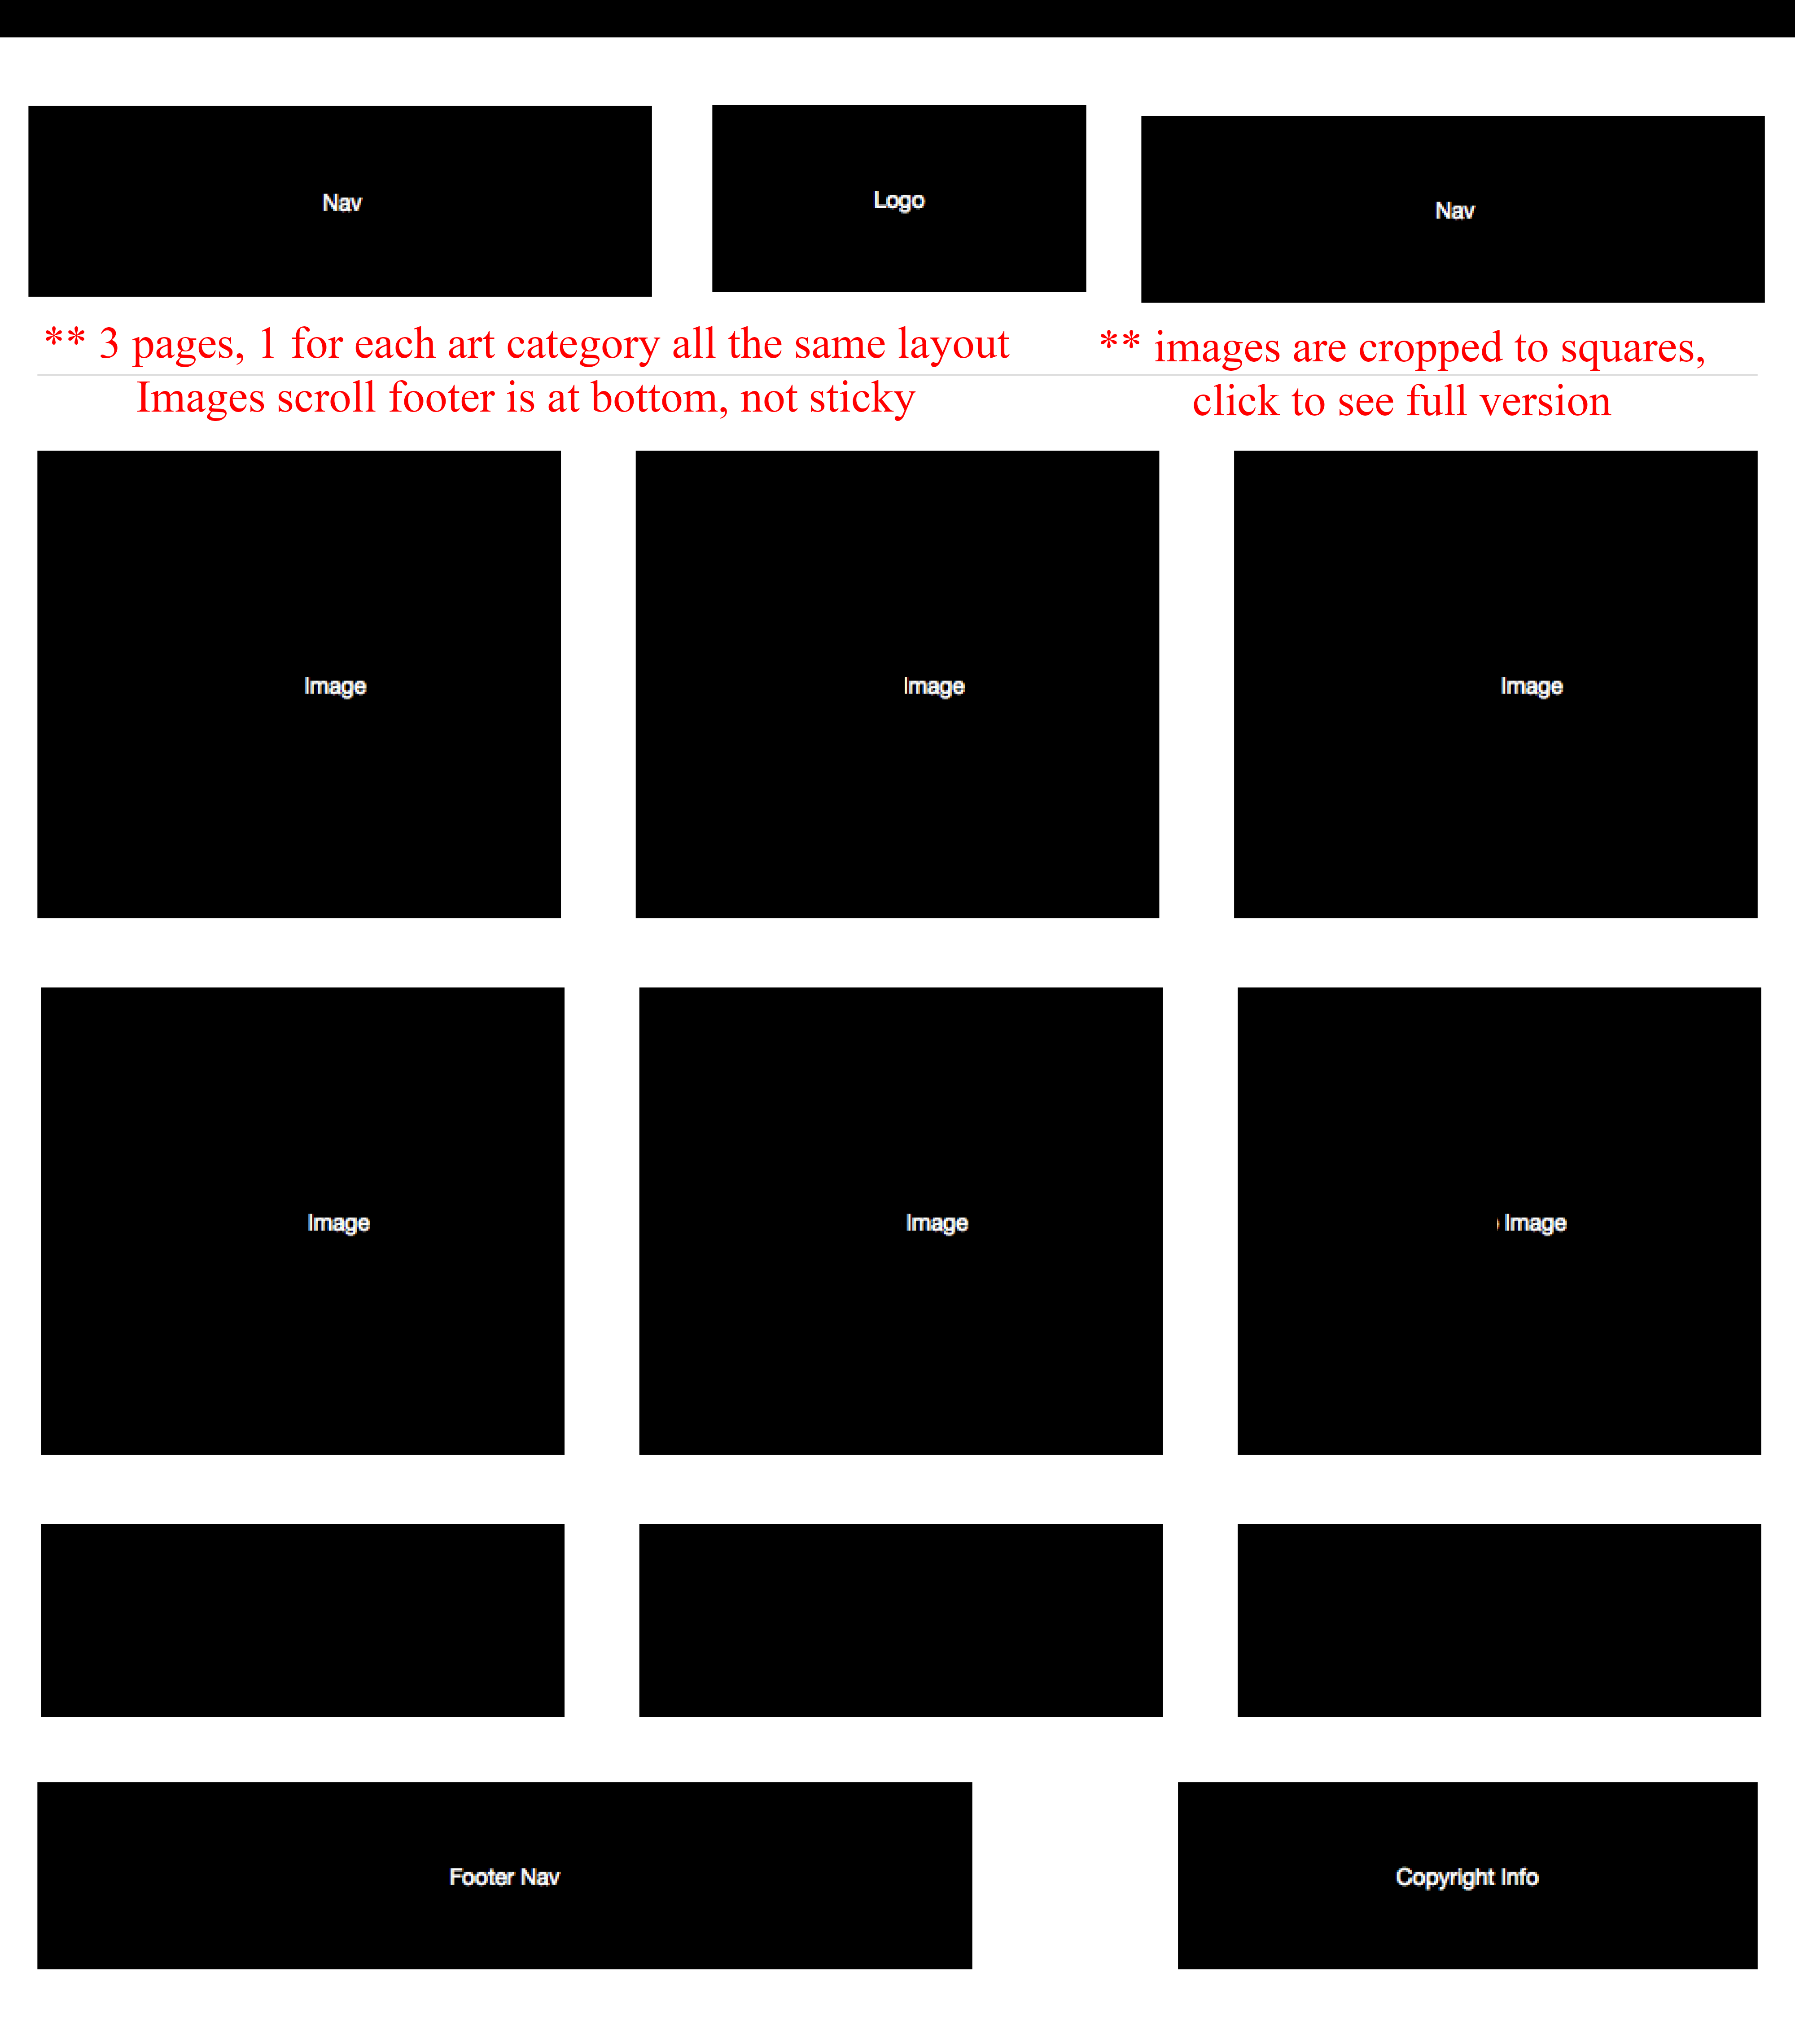 Nav
Logo
Nav
** 3 pages, 1 for each art category all the same layout
Images scroll footer is at bottom, not sticky
** images are cropped to squares,
click to see full version
Image
Image
Image
Image
Image
Image
Footer Nav
Copyright Info